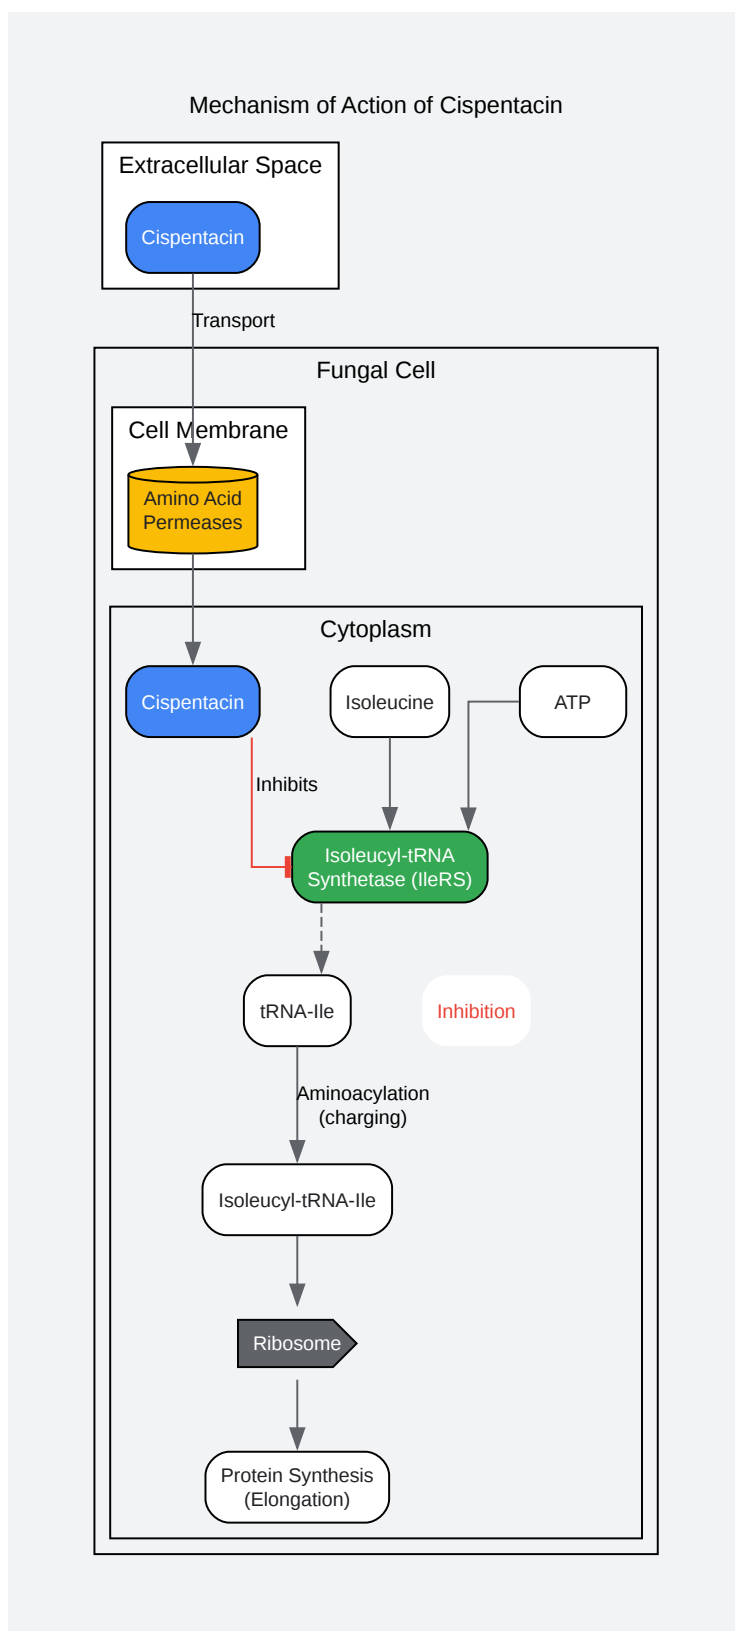 Mechanism of Action of Cispentacin
Extracellular Space
Cispentacin
Transport
Fungal Cell
Cell Membrane
Amino Acid
Permeases
Cytoplasm
Cispentacin
Isoleucine
ATP
Inhibits
Isoleucyl-tRNA
Synthetase (IleRS)
tRNA-Ile
Inhibition
Aminoacylation
(charging)
Isoleucyl-tRNA-Ile
Ribosome
Protein Synthesis
(Elongation)